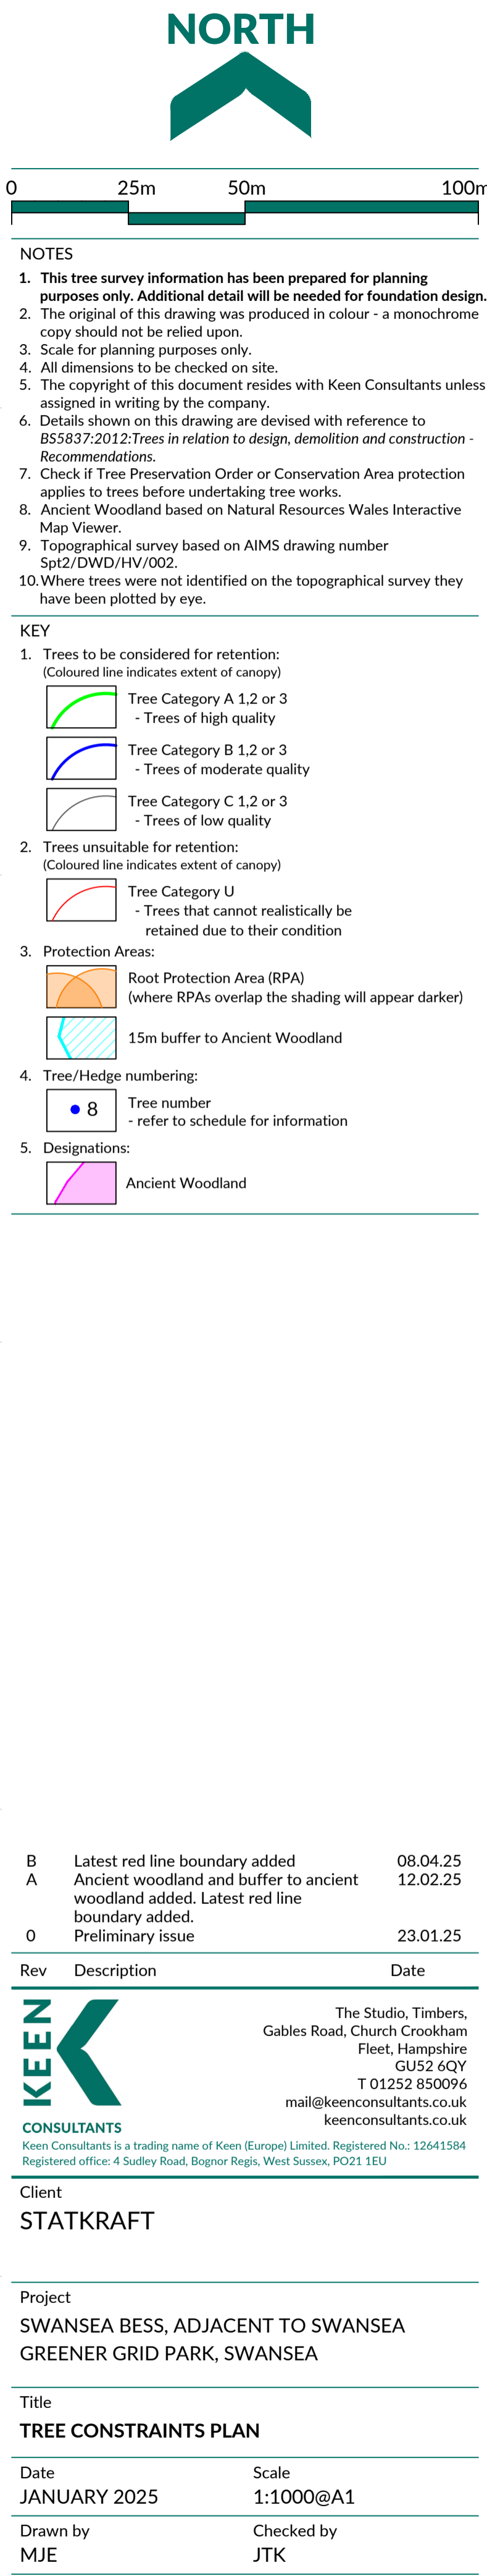 NORTH
0 25m 50m 100m
NOTES
1. This tree survey information has been prepared for planning
purposes only. Additional detail will be needed for foundation design.
2. The original of this drawing was produced in colour - a monochrome
copy should not be relied upon.
3. Scale for planning purposes only.
4. All dimensions to be checked on site.
5. The copyright of this document resides with Keen Consultants unless
assigned in writing by the company.
6. Details shown on this drawing are devised with reference to
BS5837:2012:Trees in relation to design, demolition and construction -
Recommendations.
7. Check if Tree Preservation Order or Conservation Area protection
applies to trees before undertaking tree works.
8. Ancient Woodland based on Natural Resources Wales Interactive
Map Viewer.
9. Topographical survey based on AIMS drawing number
Spt2/DWD/HV/002.
10. Where trees were not identified on the topographical survey they
have been plotted by eye.
KEY
1. Trees to be considered for retention:
(Coloured line indicates extent of canopy)
Tree Category A 1,2 or 3
- Trees of high quality
Tree Category B 1,2 or 3
- Trees of moderate quality
Tree Category C 1,2 or 3
- Trees of low quality
2. Trees unsuitable for retention:
(Coloured line indicates extent of canopy)
Tree Category U
- Trees that cannot realistically be
retained due to their condition
3. Protection Areas:
Root Protection Area (RPA)
(where RPAs overlap the shading will appear darker)
15m buffer to Ancient Woodland
4. Tree/Hedge numbering:
8 Tree number
- refer to schedule for information
5. Designations:
Ancient Woodland
B Latest red line boundary added 08.04.25
A Ancient woodland and buffer to ancient 12.02.25
woodland added. Latest red line
boundary added.
0 Preliminary issue 23.01.25
Rev Description Date
KEEN
CONSULTANTS
The Studio, Timbers,
Gables Road, Church Crookham
Fleet, Hampshire
GU52 6QY
T 01252 850096
mail@keenconsultants.co.uk
keenconsultants.co.uk
Keen Consultants is a trading name of Keen (Europe) Limited. Registered No.: 12641584
Registered office: 4 Sudley Road, Bognor Regis, West Sussex, PO21 1EU
Client
STATKRAFT
Project
SWANSEA BESS, ADJACENT TO SWANSEA
GREENER GRID PARK, SWANSEA
Title
TREE CONSTRAINTS PLAN
Date Scale
JANUARY 2025 1:1000@A1
Drawn by Checked by
MJE JTK